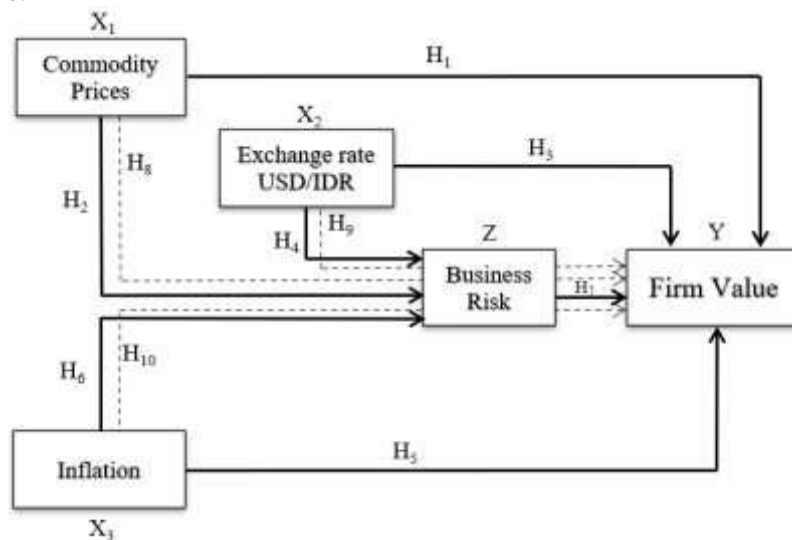 X₁
Commodity
Prices
H₁
X₂
Exchange rate
USD/IDR
H₃
H₈
H₂
H₉
H₄
Z
Business
Risk
Y
Firm Value
H₆
H₁₀
Inflation
X₃
H₅